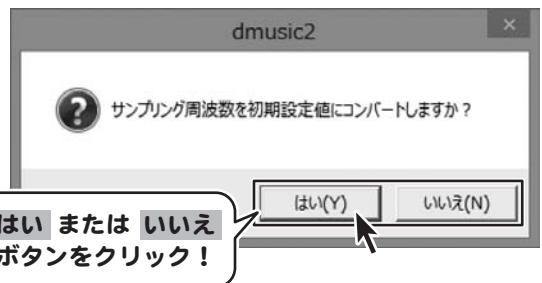 dmusic2
サンプリング周波数を初期設定値にコンバートしますか?
はい(Y) いいえ(N)
はい または いいえ
ボタンをクリック!